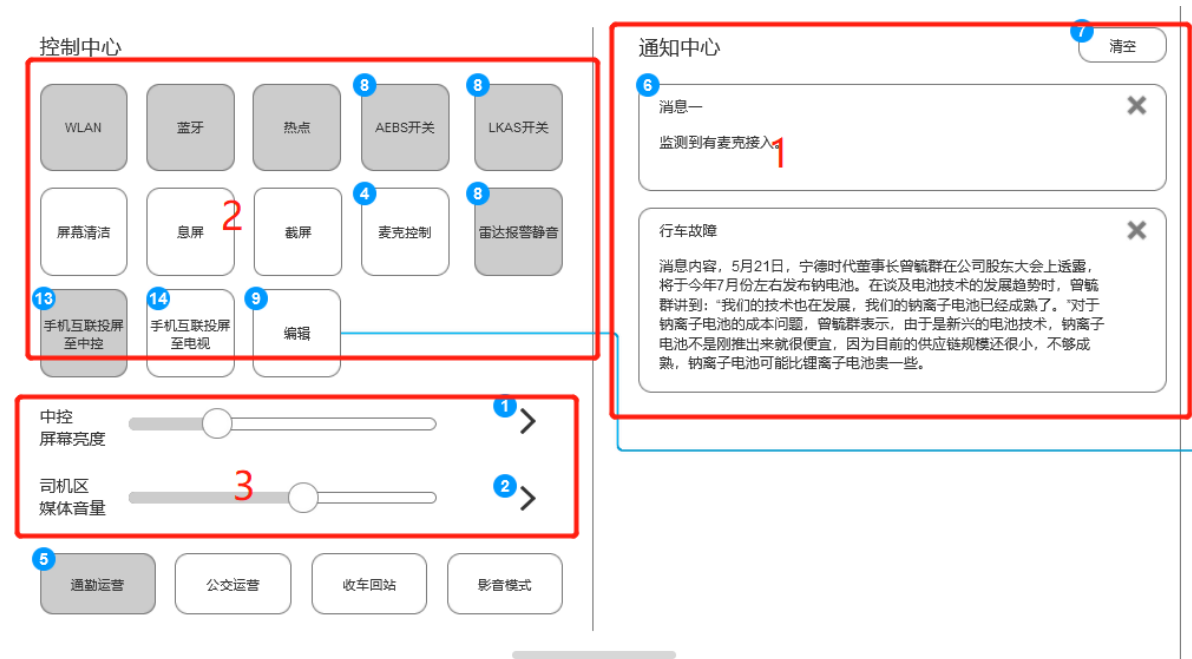 控制中心
WLAN
蓝牙
热点
8
AEBS开关
8
LKAS开关
屏幕清洁
息屏
2
截屏
4
麦克控制
8
雷达报警静音
13
手机互联投屏
至中控
14
手机互联投屏
至电视
9
编辑
中控
屏幕亮度
1
司机区
媒体音量
3
2
5
通勤运营
公交运营
收车回站
影音模式
通知中心
7
清空
6
消息一
监测到有麦克接入。
1
行车故障
消息内容，5月21日，宁德时代董事长曾毓群在公司股东大会上透露，
将于今年7月份左右发布钠电池。在谈及电池技术的发展趋势时，曾毓
群讲到：“我们的技术也在发展，我们的钠离子电池已经成熟了。”对于
钠离子电池的成本问题，曾毓群表示，由于是新兴的电池技术，钠离子
电池不是刚推出来就很便宜，因为目前的供应链规模还很小，不够成
熟，钠离子电池可能比锂离子电池贵一些。